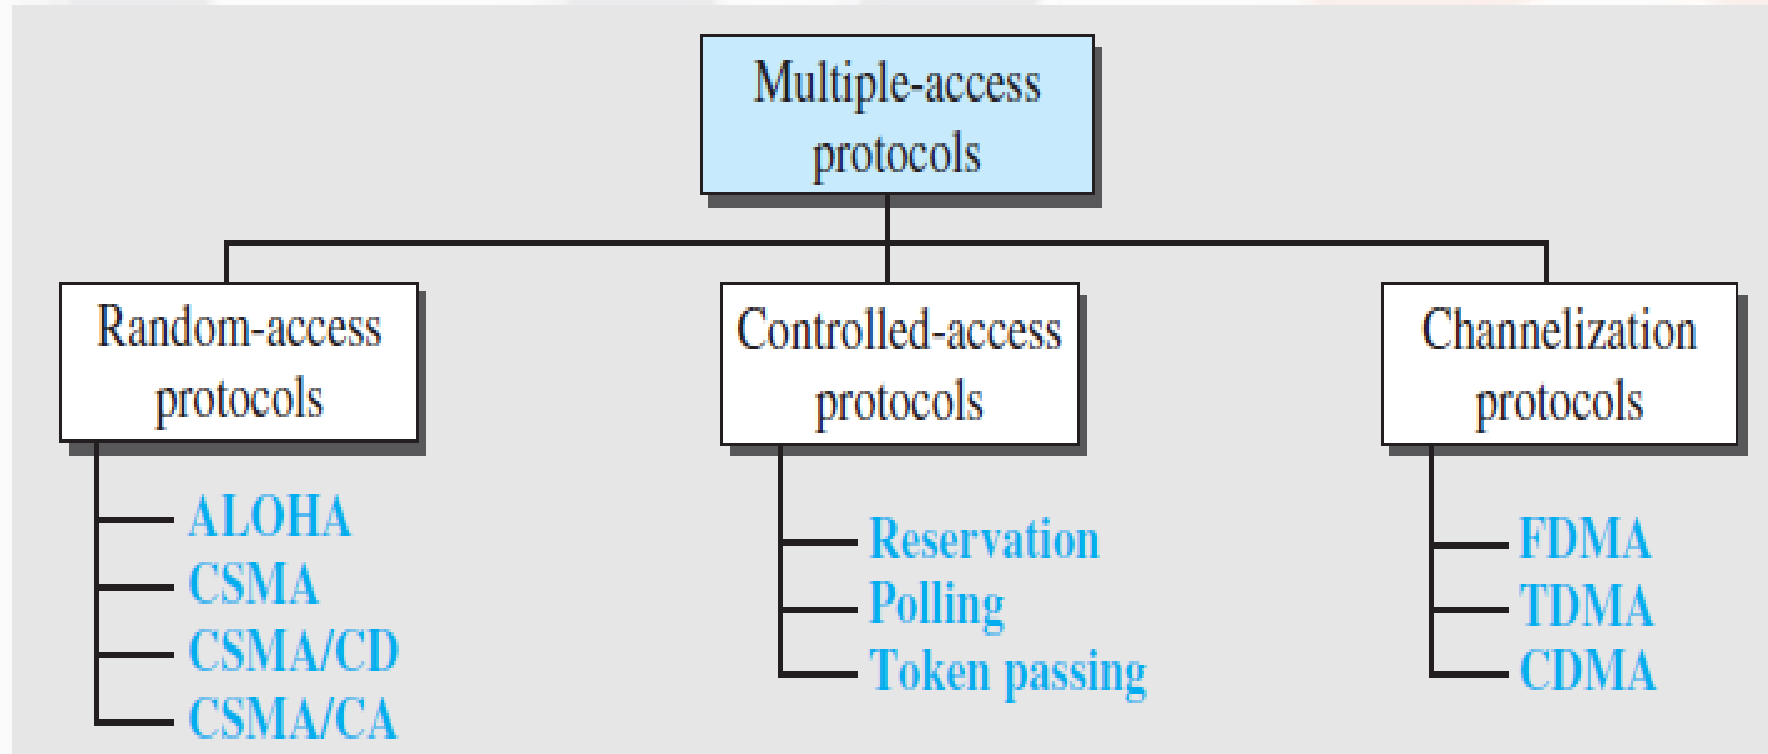 Multiple-access
protocols
Random-access
protocols
ALOHA
CSMA
CSMA/CD
CSMA/CA
Controlled-access
protocols
Reservation
Polling
Token passing
Channelization
protocols
FDMA
TDMA
CDMA